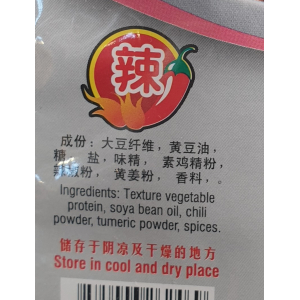 辣
成份：大豆纤维，黄豆油，
糖，盐，味精，素鸡精粉，
辣椒粉，黄姜粉，香料，。
Ingredients: Texture vegetable
protein, soya bean oil, chili
powder, tumeric powder, spices.
储存于阴凉及干燥的地方
Store in cool and dry place